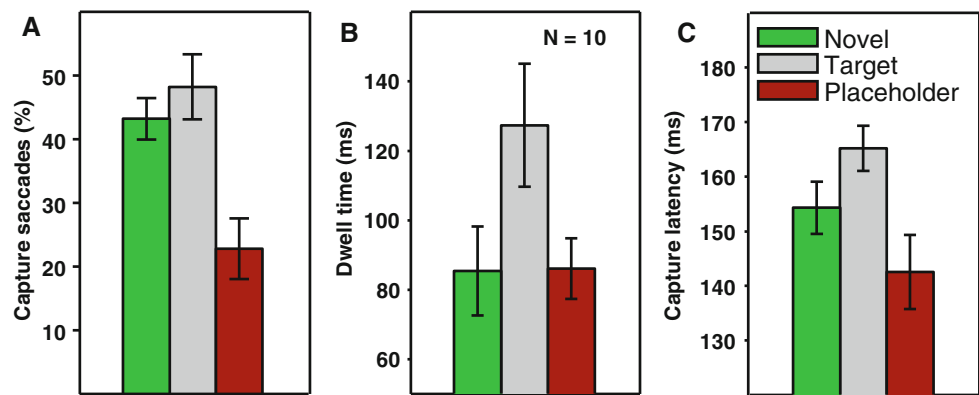 A
Capture saccades (%)
50
40
30
20
10
B
N = 10
Dwell time (ms)
140
120
100
80
60
C
Capture latency (ms)
180
170
160
150
140
130
Novel
Target
Placeholder